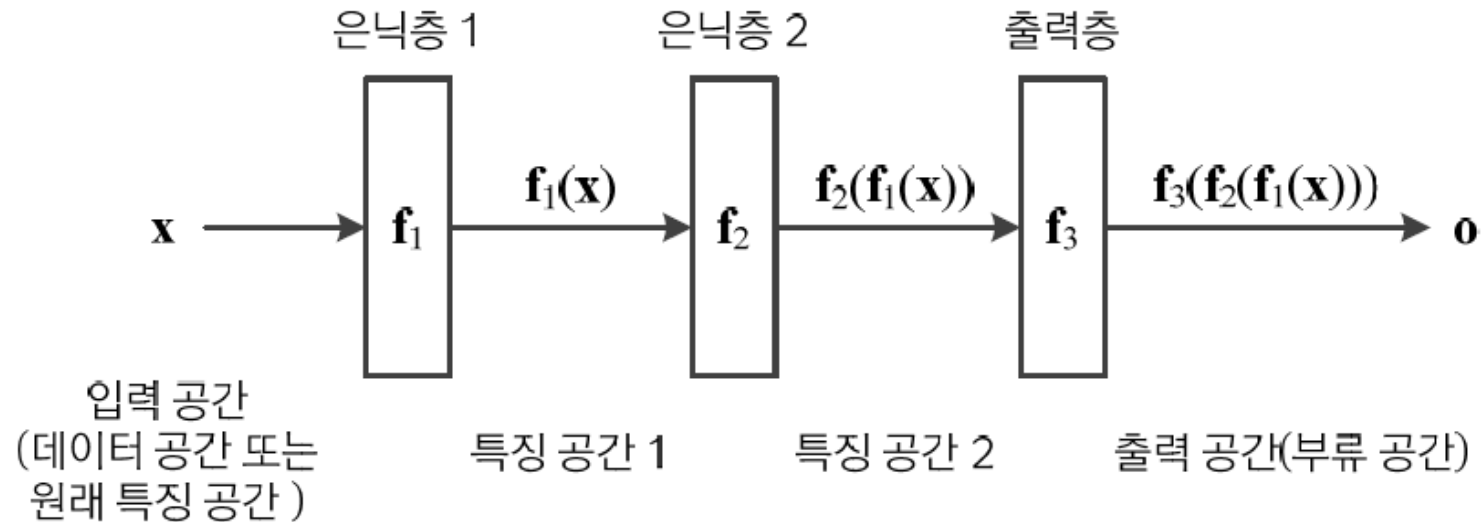 은닉층 1
은닉층 2
출력층
x
f₁
f₁(x)
f₂
f₂(f₁(x))
f₃
f₃(f₂(f₁(x)))
o
입력 공간
(데이터 공간 또는
원래 특징 공간 )
특징 공간 1
특징 공간 2
출력 공간(부류 공간)